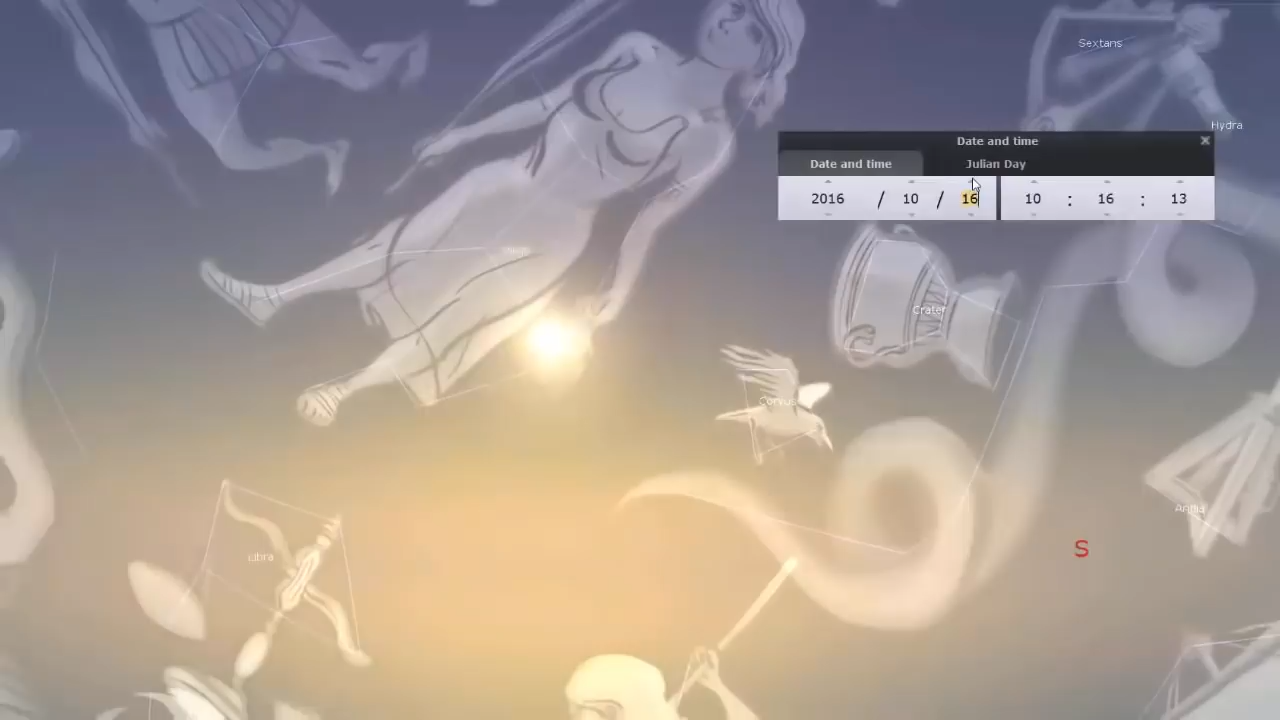 Sextans
Hydra
Date and time
Date and time Julian Day
2016 / 10 / 16 10 : 16 : 13
Virgo
Crater
Corvus
Antlia
S
Libra